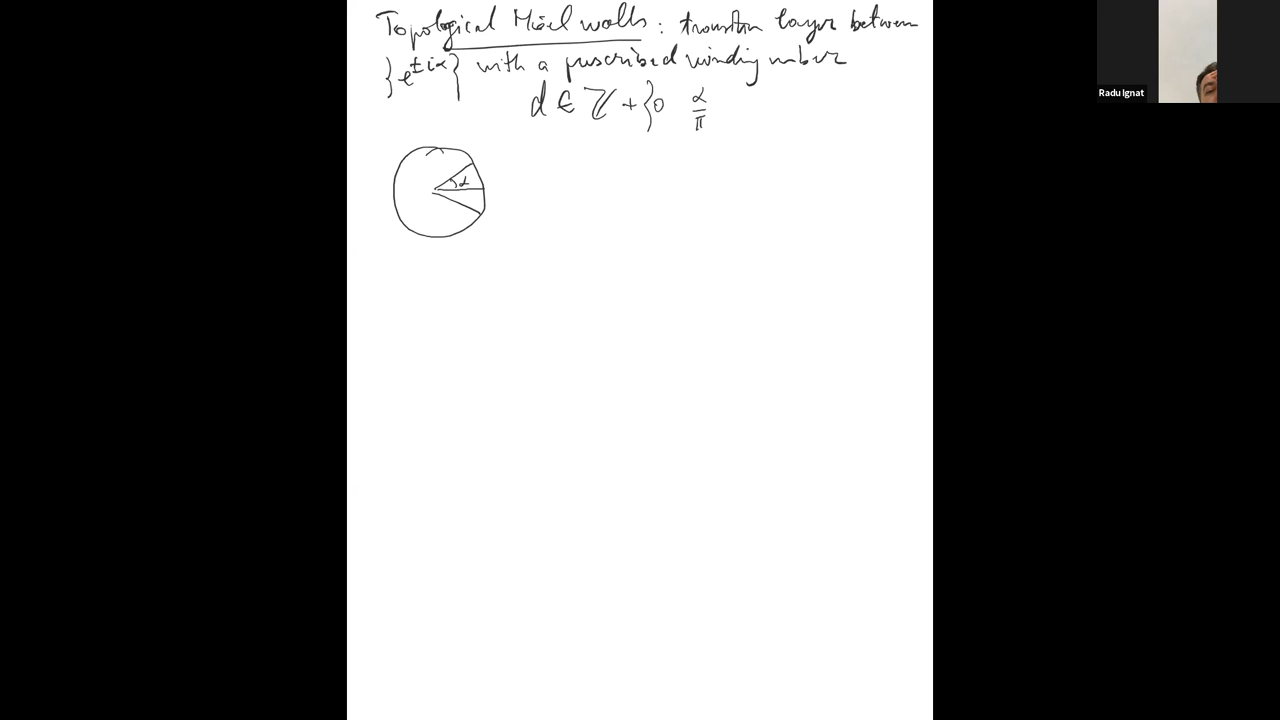 Topological Néel walls : transition layer between
{e^{±iα}} with a prescribed winding number
d ∈ ℤ + {0 α/π
α
Radu Ignat